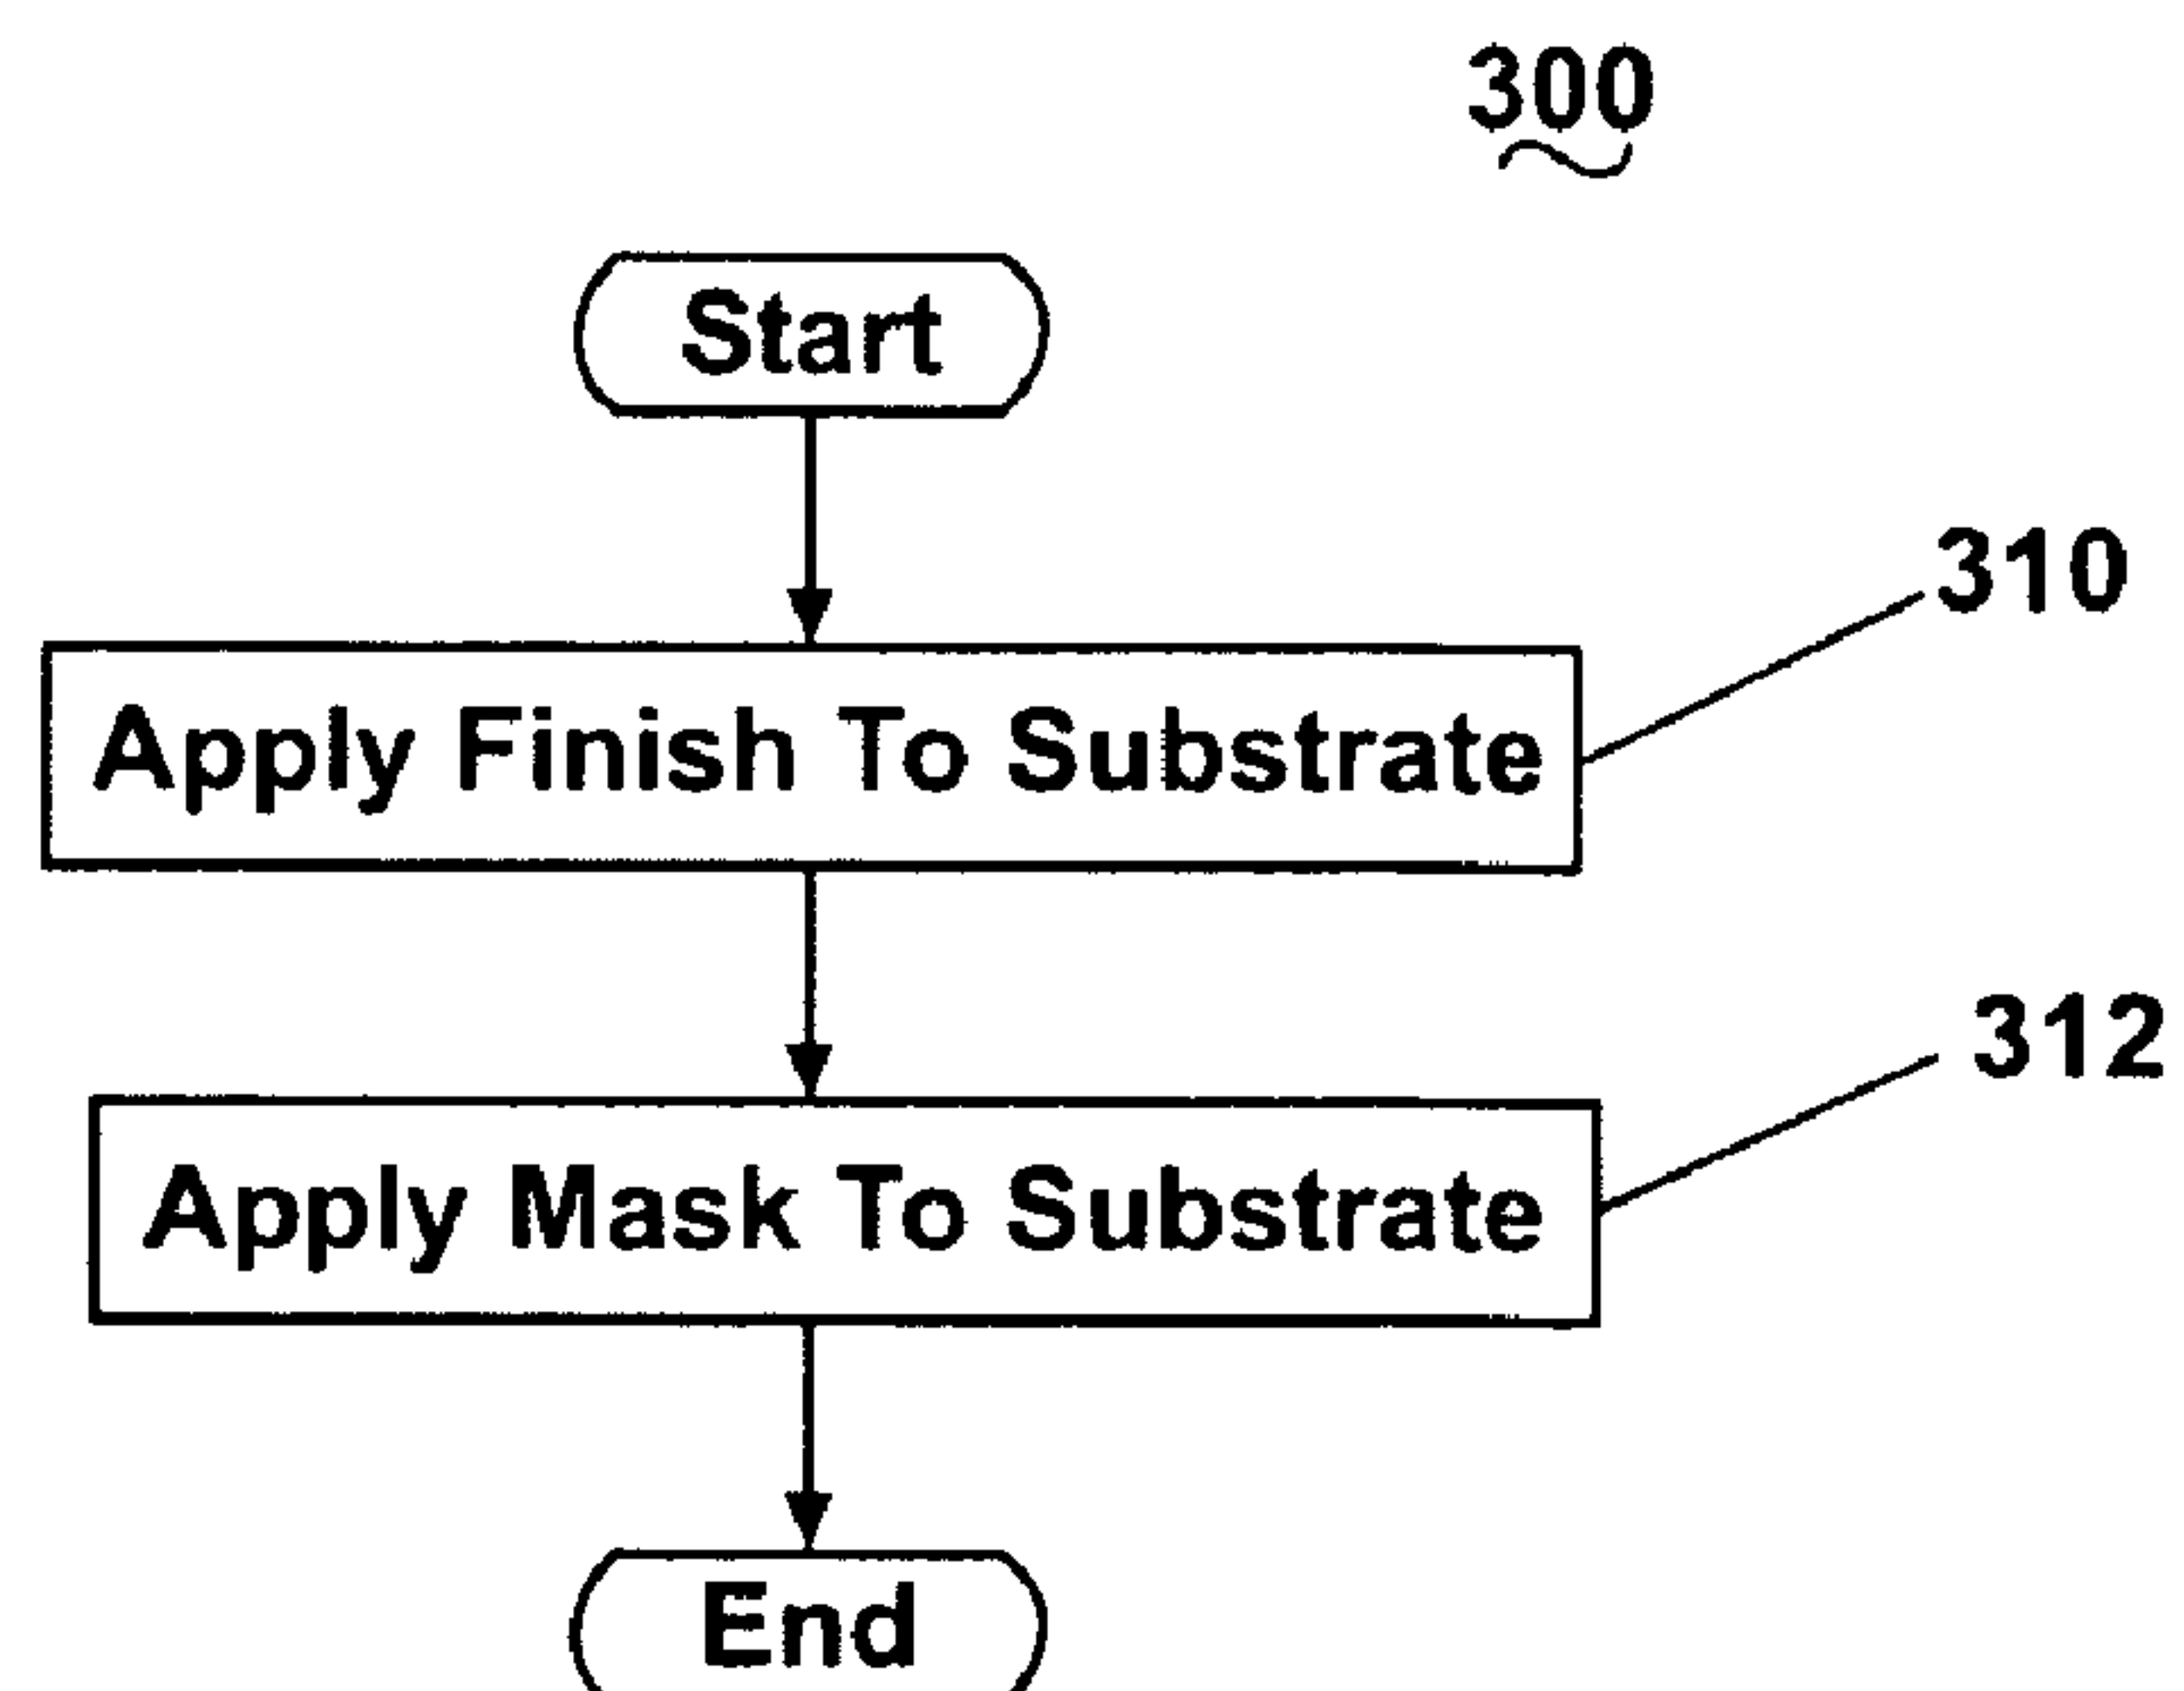 300
Start
310
Apply Finish To Substrate
312
Apply Mask To Substrate
End